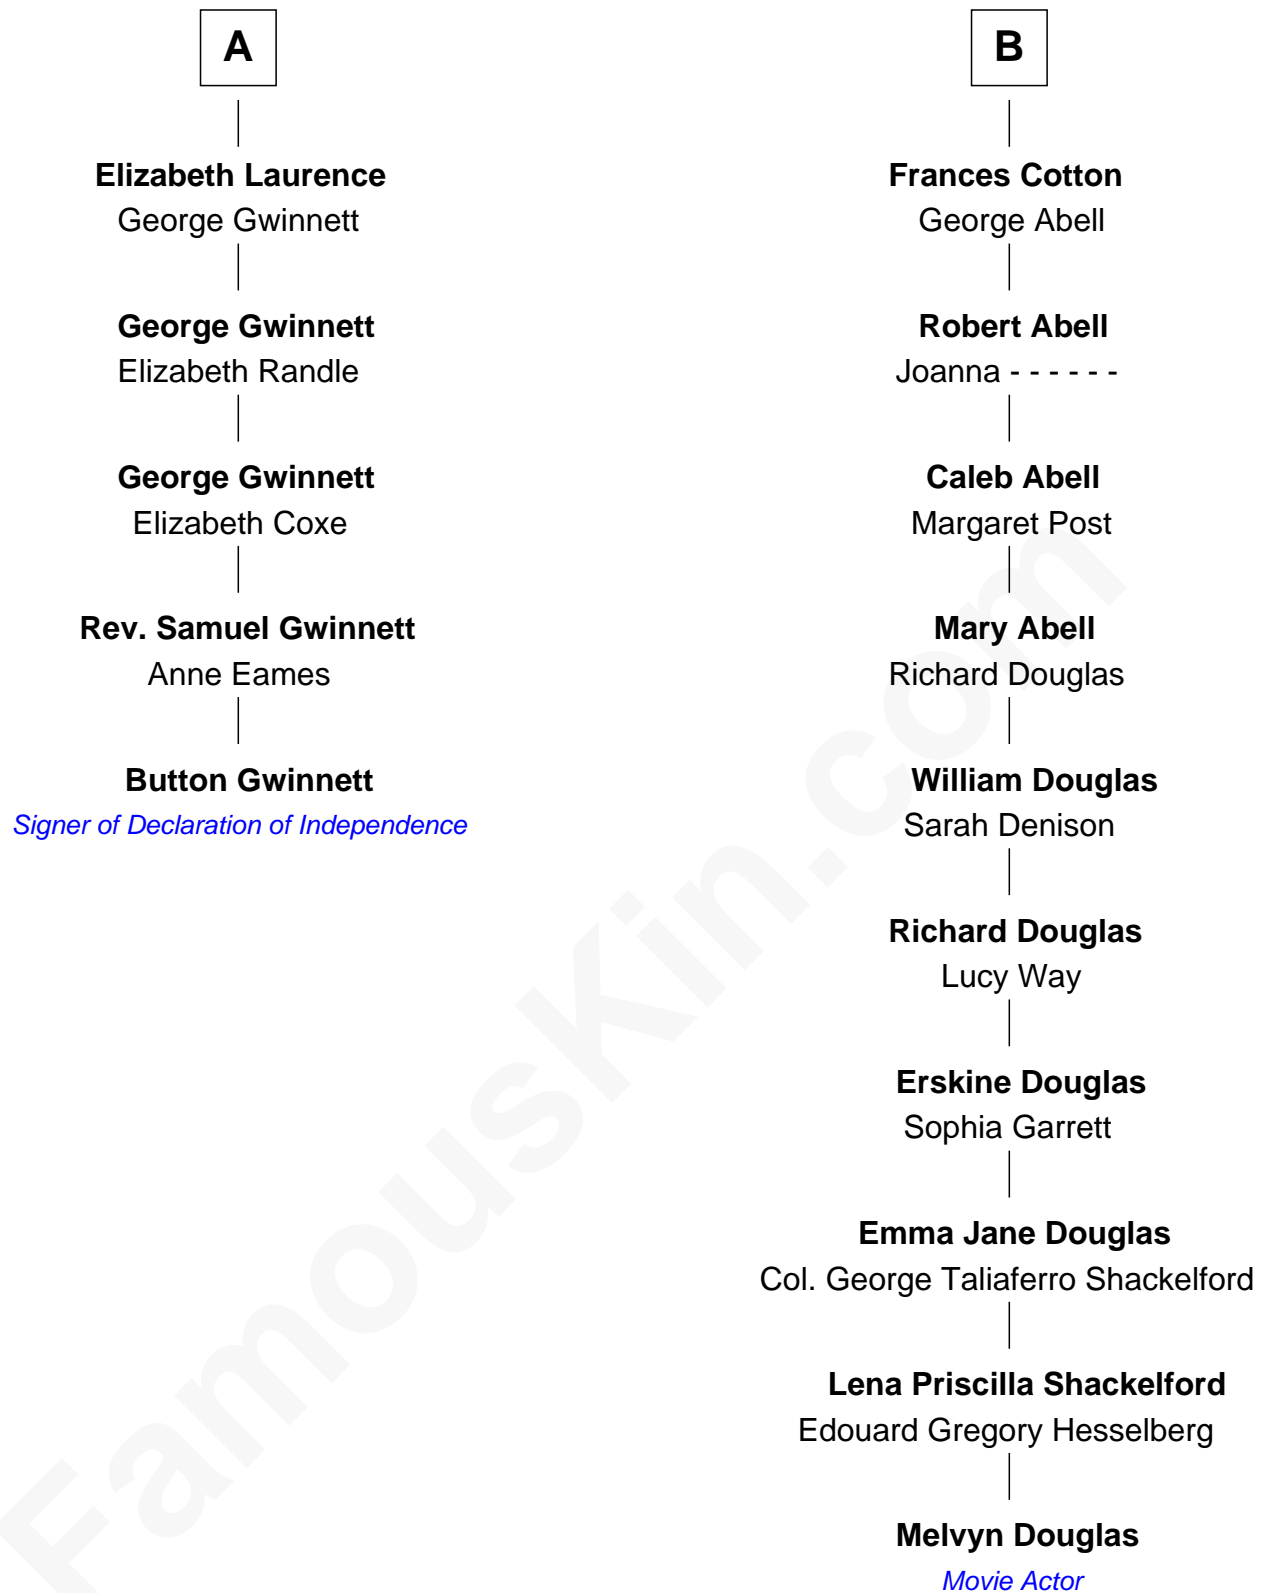 A
Elizabeth Laurence
George Gwinnett
George Gwinnett
Elizabeth Randle
George Gwinnett
Elizabeth Coxe
Rev. Samuel Gwinnett
Anne Eames
Button Gwinnett
Signer of Declaration of Independence
B
Frances Cotton
George Abell
Robert Abell
Joanna - - - - - -
Caleb Abell
Margaret Post
Mary Abell
Richard Douglas
William Douglas
Sarah Denison
Richard Douglas
Lucy Way
Erskine Douglas
Sophia Garrett
Emma Jane Douglas
Col. George Taliaferro Shackelford
Lena Priscilla Shackelford
Edouard Gregory Hesselberg
Melvyn Douglas
Movie Actor
FamousKin.com